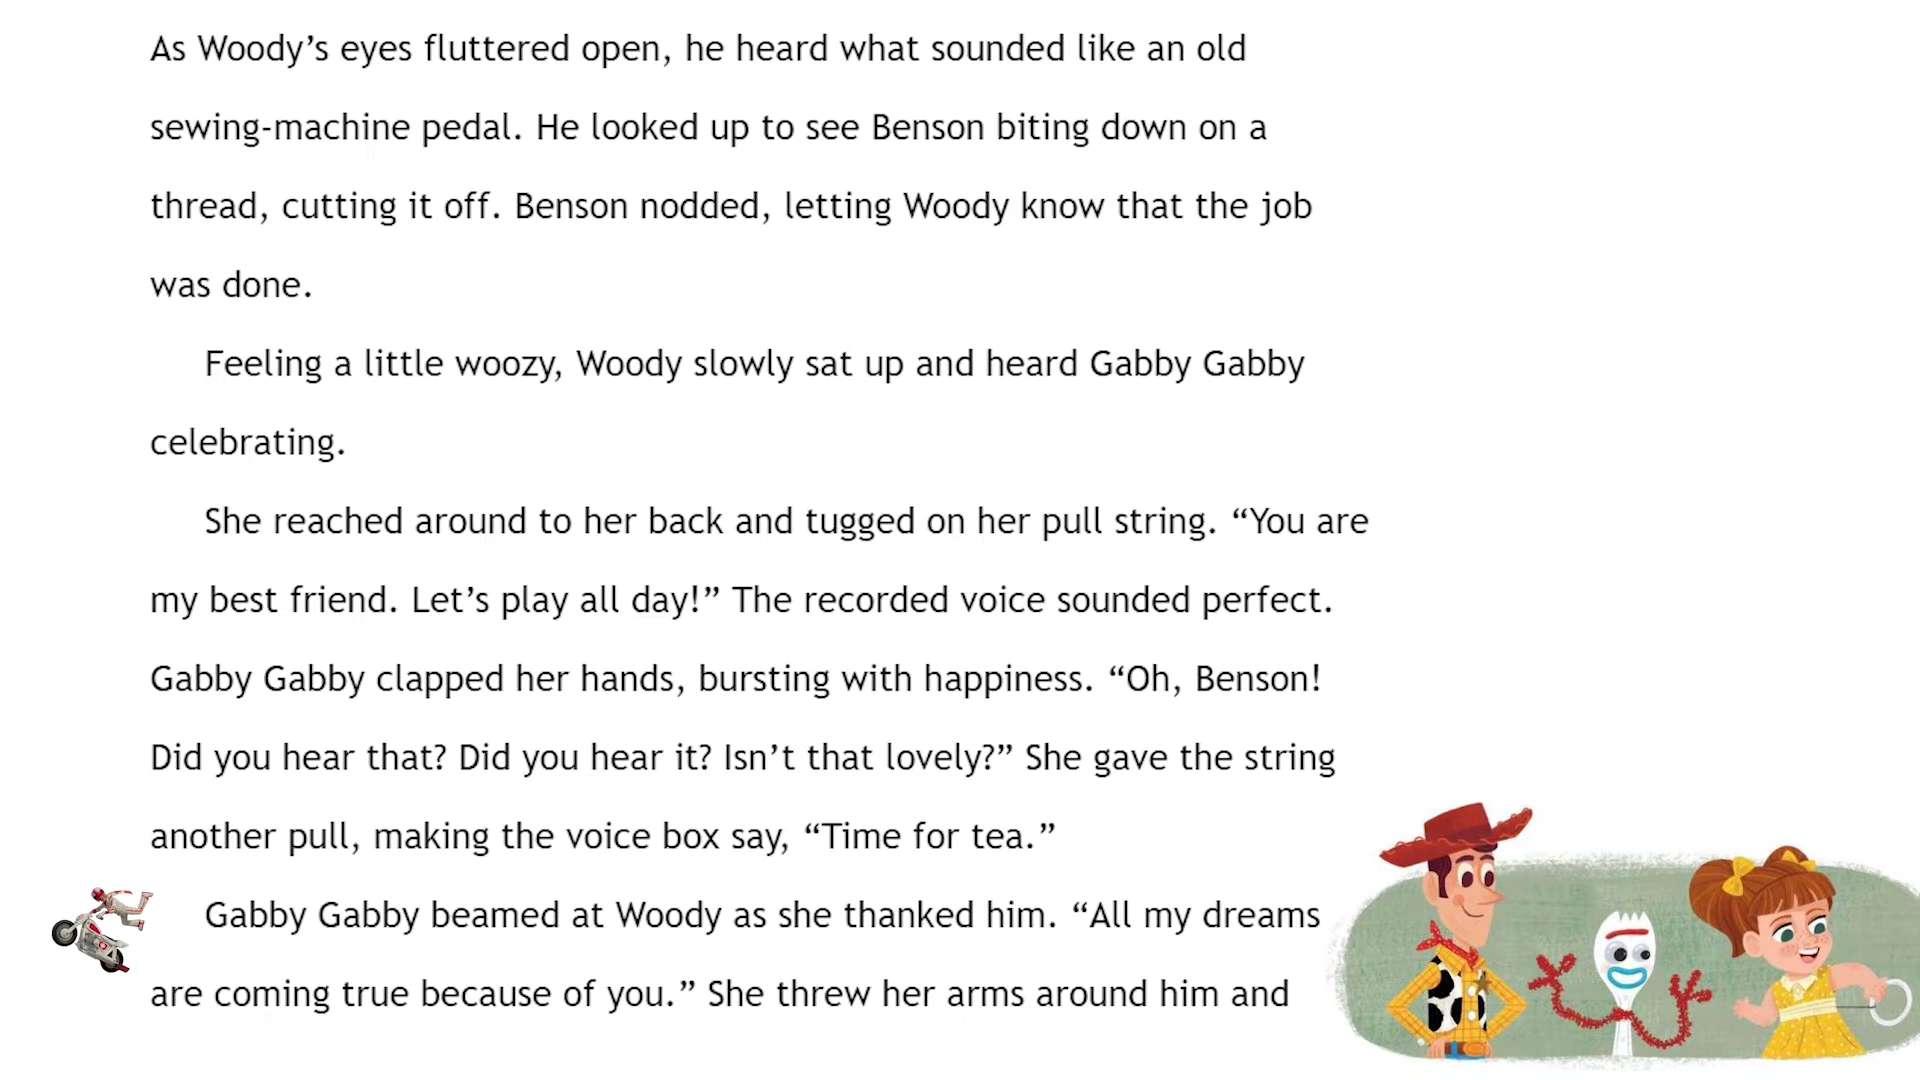 As Woody’s eyes fluttered open, he heard what sounded like an old
sewing-machine pedal. He looked up to see Benson biting down on a
thread, cutting it off. Benson nodded, letting Woody know that the job
was done.
Feeling a little woozy, Woody slowly sat up and heard Gabby Gabby
celebrating.
She reached around to her back and tugged on her pull string. “You are
my best friend. Let’s play all day!” The recorded voice sounded perfect.
Gabby Gabby clapped her hands, bursting with happiness. “Oh, Benson!
Did you hear that? Did you hear it? Isn’t that lovely?” She gave the string
another pull, making the voice box say, “Time for tea.”
Gabby Gabby beamed at Woody as she thanked him. “All my dreams
are coming true because of you.” She threw her arms around him and